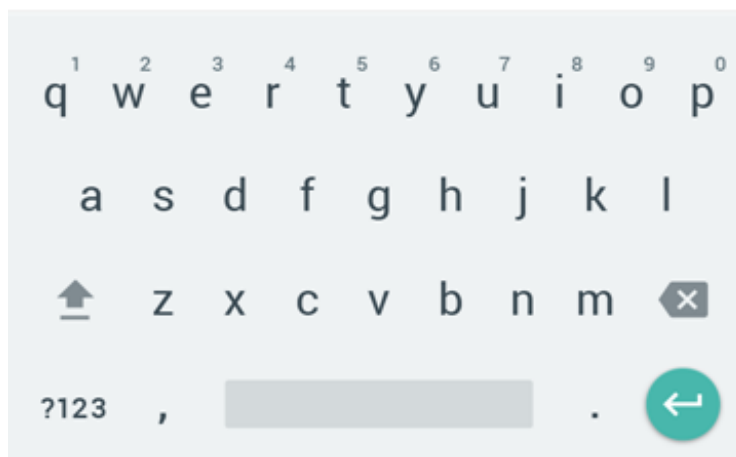 1 2 3 4 5 6 7 8 9 0
q w e r t y u i o p
a s d f g h j k l
z x c v b n m
?123 , .